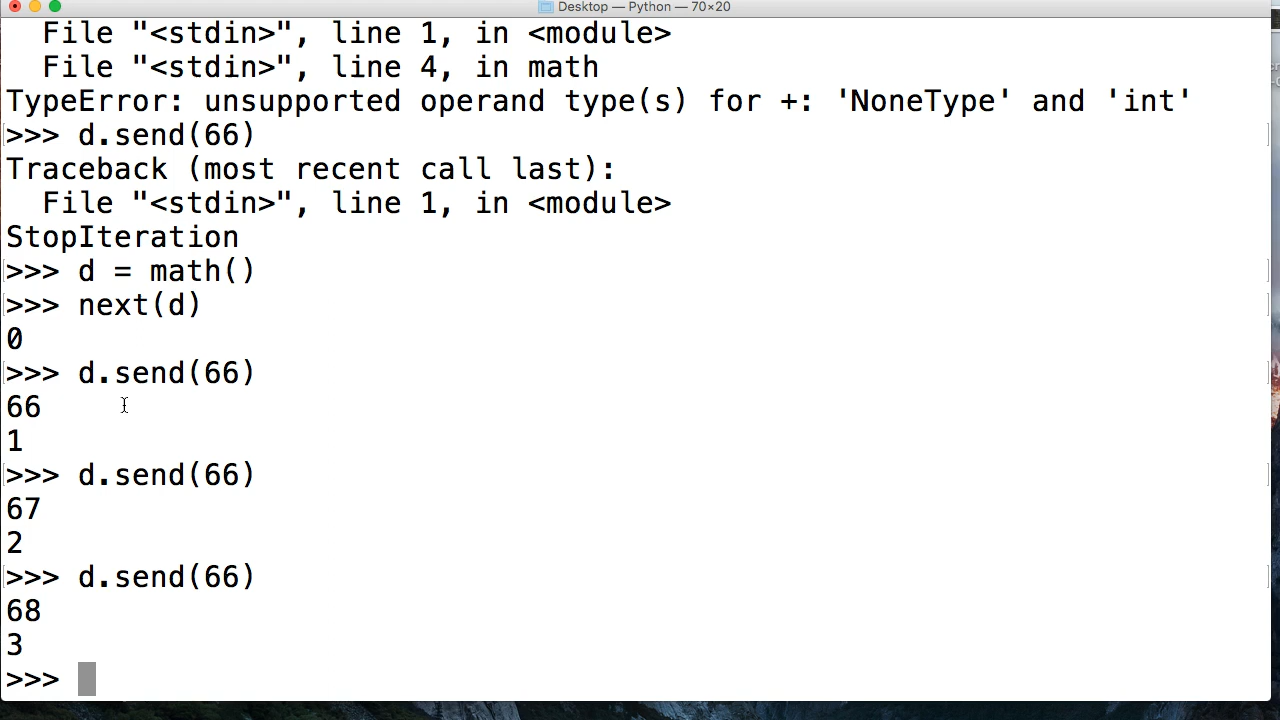 Desktop — Python — 70×20
File "<stdin>", line 1, in <module>
File "<stdin>", line 4, in math
TypeError: unsupported operand type(s) for +: 'NoneType' and 'int'
>>> d.send(66)
Traceback (most recent call last):
File "<stdin>", line 1, in <module>
StopIteration
>>> d = math()
>>> next(d)
0
>>> d.send(66)
66
1
>>> d.send(66)
67
2
>>> d.send(66)
68
3
>>>